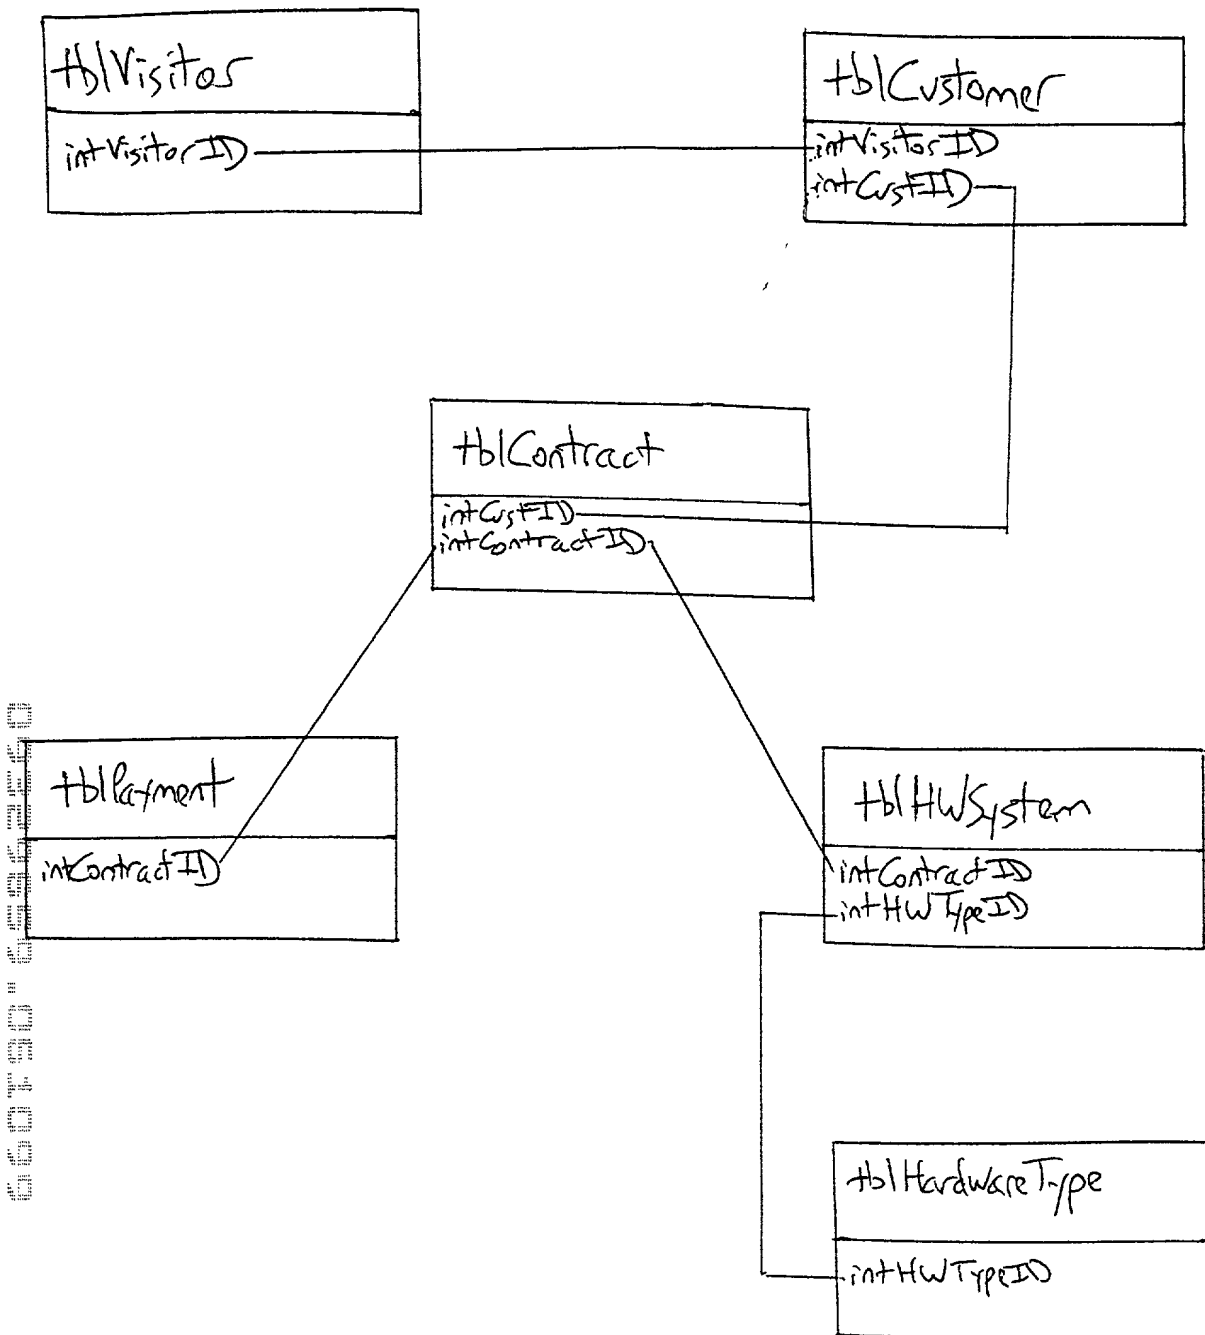 tblVisitor
intVisitorID
tblCustomer
intVisitorID
intCustID
tblContract
intCustID
intContractID
tblPayment
intContractID
tblHWSystem
intContractID
intHWTypeID
tblHardwareType
intHWTypeID